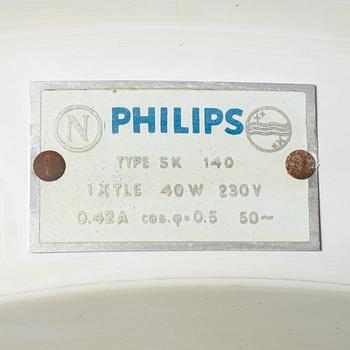 N PHILIPS
TYPE SK 140
1XTLE 40W 230V
0.42A cos.φ=0.5 50~